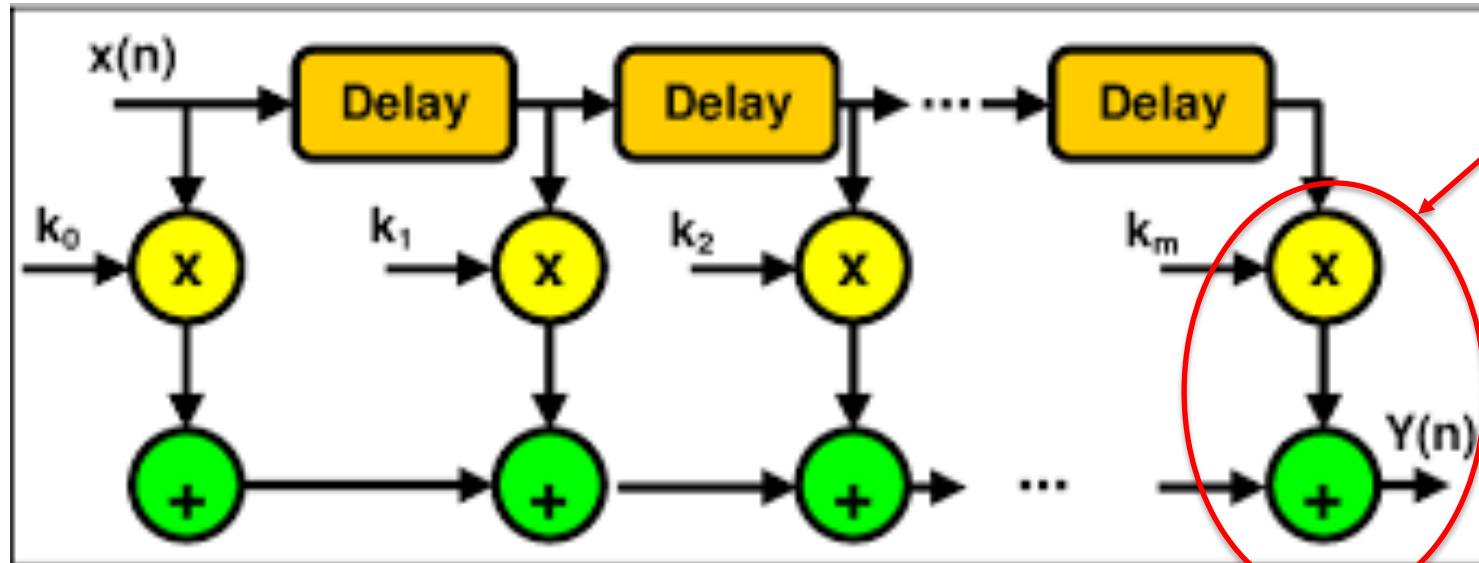 x(n)
Delay Delay ... Delay
k₀ x k₁ x k₂ x kₘ x
Y(n)
+ + + ... +